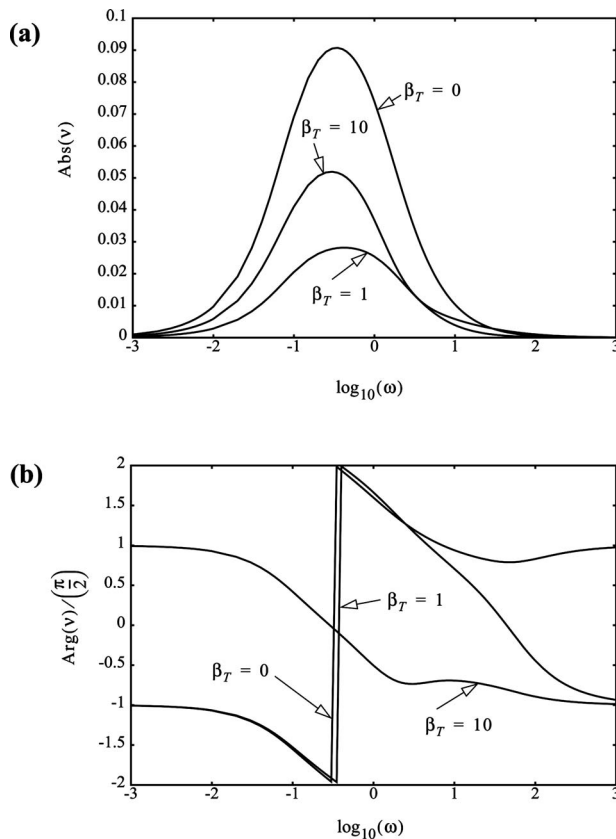 (a)
0.1
0.09
0.08
0.07
0.06
0.05
0.04
0.03
0.02
0.01
0
Abs(ν)
β_T = 0
β_T = 10
β_T = 1
-3 -2 -1 0 1 2 3
log₁₀(ω)
(b)
2
1.5
1
0.5
0
-0.5
-1
-1.5
-2
Arg(ν)/(π/2)
β_T = 1
β_T = 0
β_T = 10
-3 -2 -1 0 1 2 3
log₁₀(ω)